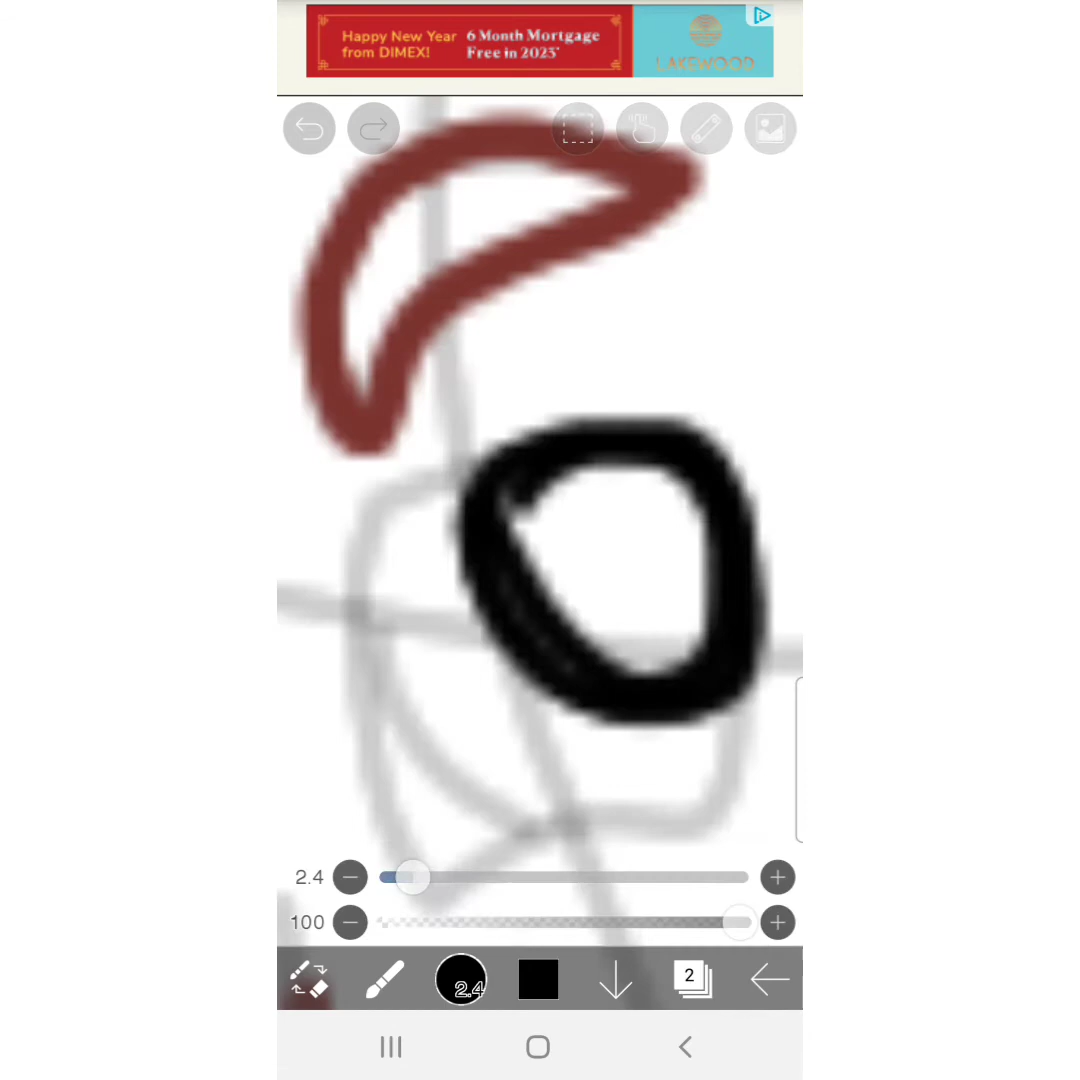 Happy New Year
from DIMEX!
6 Month Mortgage
Free in 2023*
LAKEWOOD
2.4
100
2.4
2